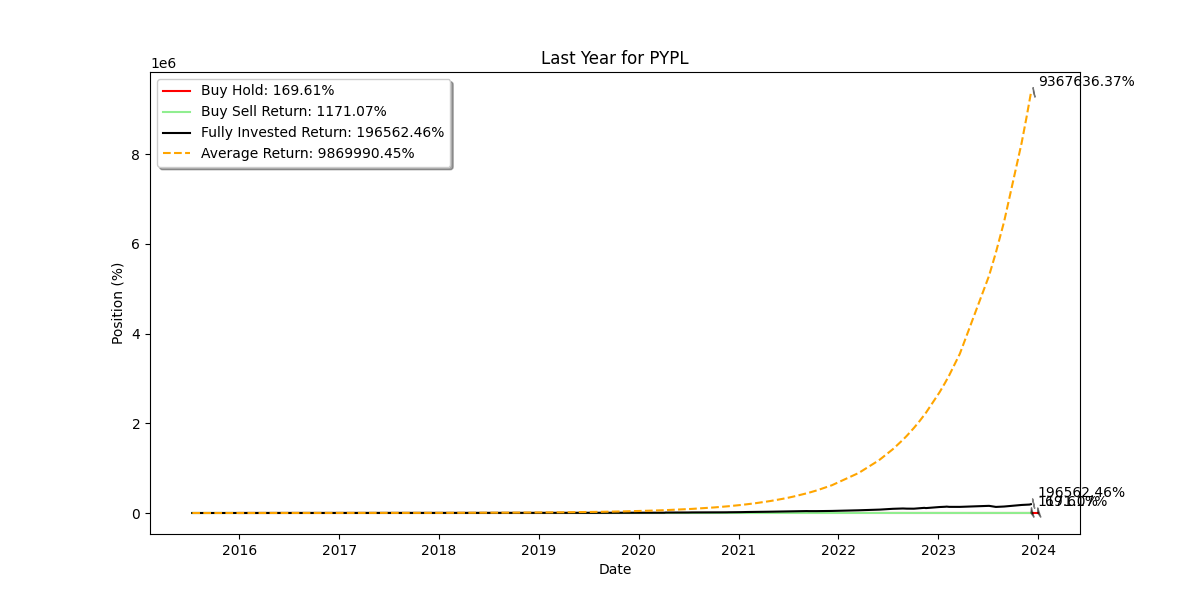 Last Year for PYPL
1e6
Buy Hold: 169.61%
Buy Sell Return: 1171.07%
Fully Invested Return: 196562.46%
Average Return: 9869990.45%
9367636.37%
8
6
4
2
0
Position (%)
196562.46%
2016 2017 2018 2019 2020 2021 2022 2023 2024
Date